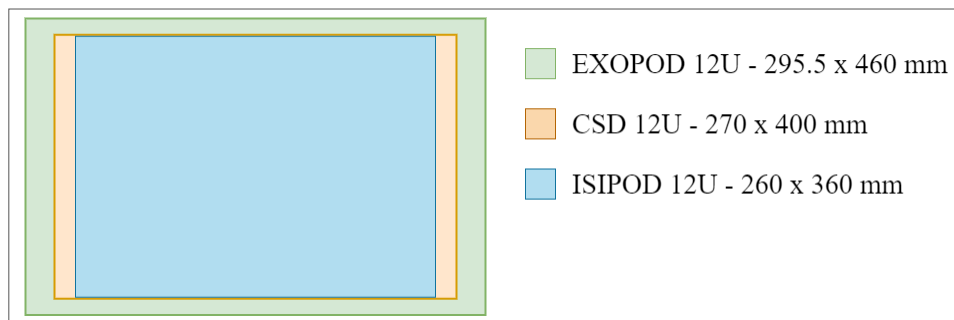 EXOPOD 12U - 295.5 x 460 mm
CSD 12U - 270 x 400 mm
ISIPOD 12U - 260 x 360 mm